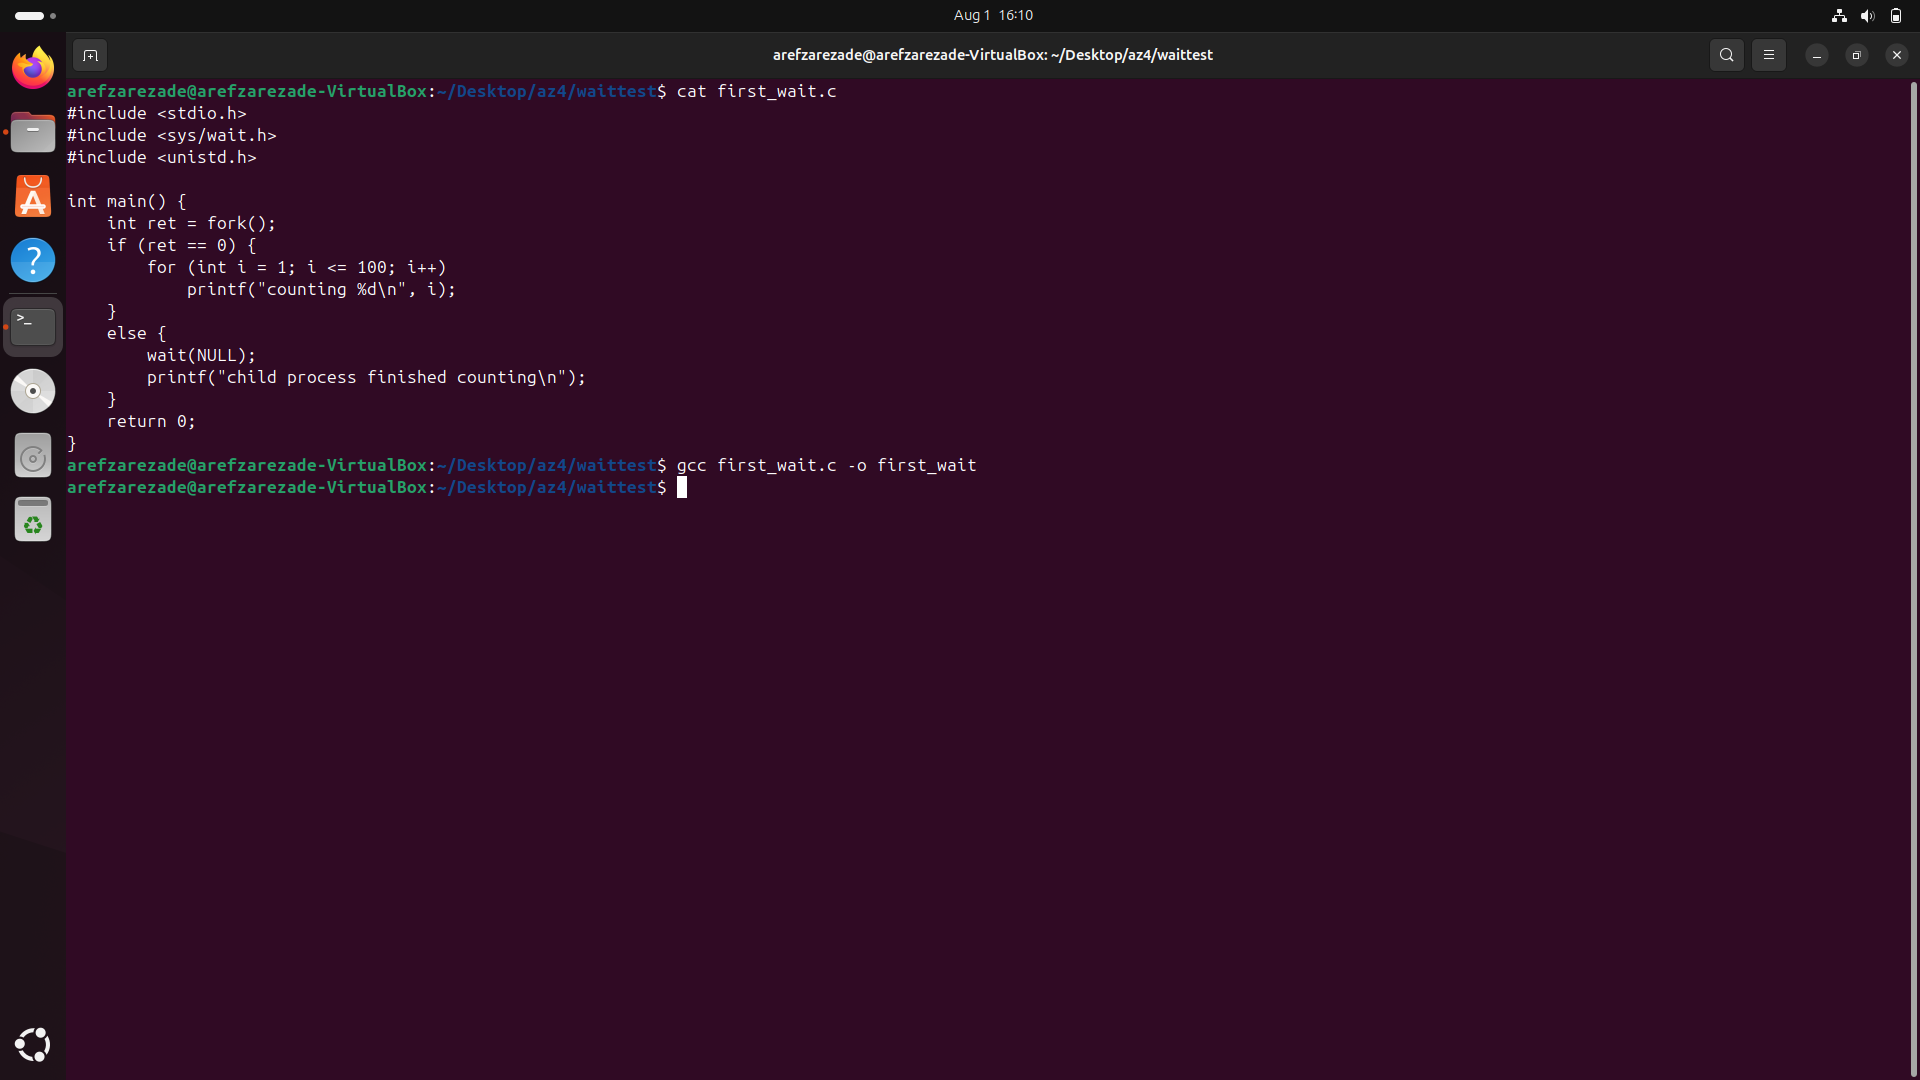 Aug 1 16:10
arefzarezade@arefzarezade-VirtualBox: ~/Desktop/az4/waittest
arefzarezade@arefzarezade-VirtualBox:~/Desktop/az4/waittest$ cat first_wait.c
#include <stdio.h>
#include <sys/wait.h>
#include <unistd.h>
int main() {
    int ret = fork();
    if (ret == 0) {
        for (int i = 1; i <= 100; i++)
            printf("counting %d\n", i);
    }
    else {
        wait(NULL);
        printf("child process finished counting\n");
    }
    return 0;
}
arefzarezade@arefzarezade-VirtualBox:~/Desktop/az4/waittest$ gcc first_wait.c -o first_wait
arefzarezade@arefzarezade-VirtualBox:~/Desktop/az4/waittest$